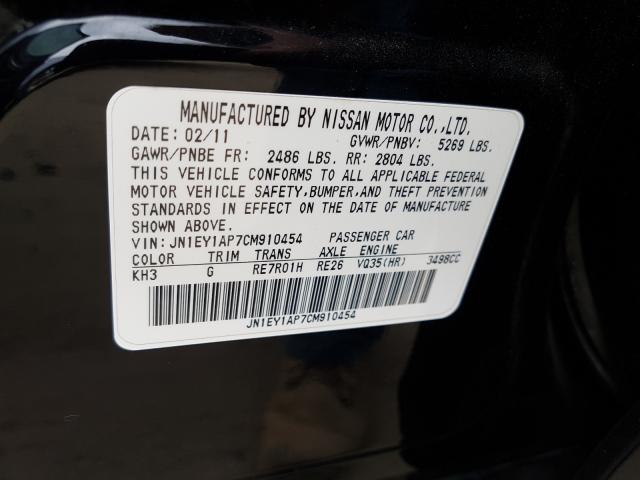 MANUFACTURED BY NISSAN MOTOR CO.,LTD.
DATE: 02/11 GVWR/PNBV: 5269 LBS.
GAWR/PNBE FR: 2486 LBS. RR: 2804 LBS.
THIS VEHICLE CONFORMS TO ALL APPLICABLE FEDERAL
MOTOR VEHICLE SAFETY,BUMPER,AND THEFT PREVENTION
STANDARDS IN EFFECT ON THE DATE OF MANUFACTURE
SHOWN ABOVE.
VIN: JN1EY1AP7CM910454 PASSENGER CAR
COLOR TRIM TRANS AXLE ENGINE
KH3 G RE7R01H RE26 VQ35(HR) 3498CC
JN1EY1AP7CM910454